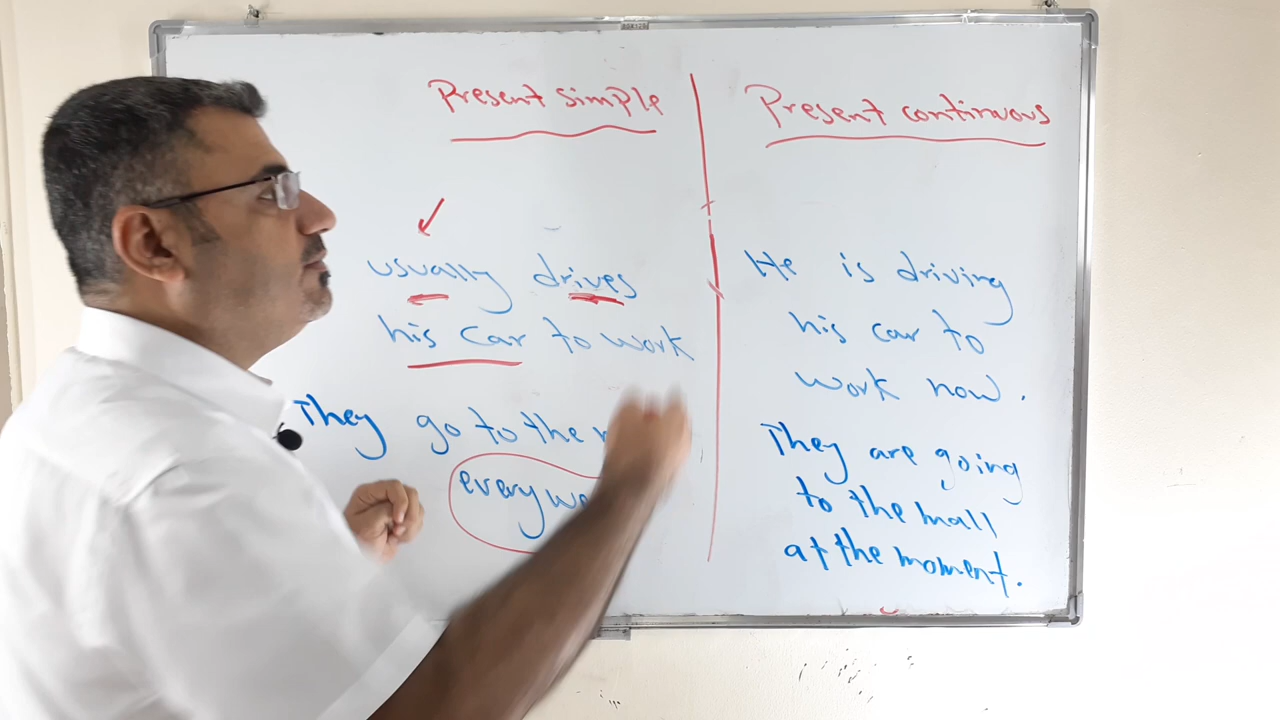 Present simple
usually drives
his car to work
They go to the
every
Present continuous
He is driving
his car to
work now.
They are going
to the mall
at the moment.